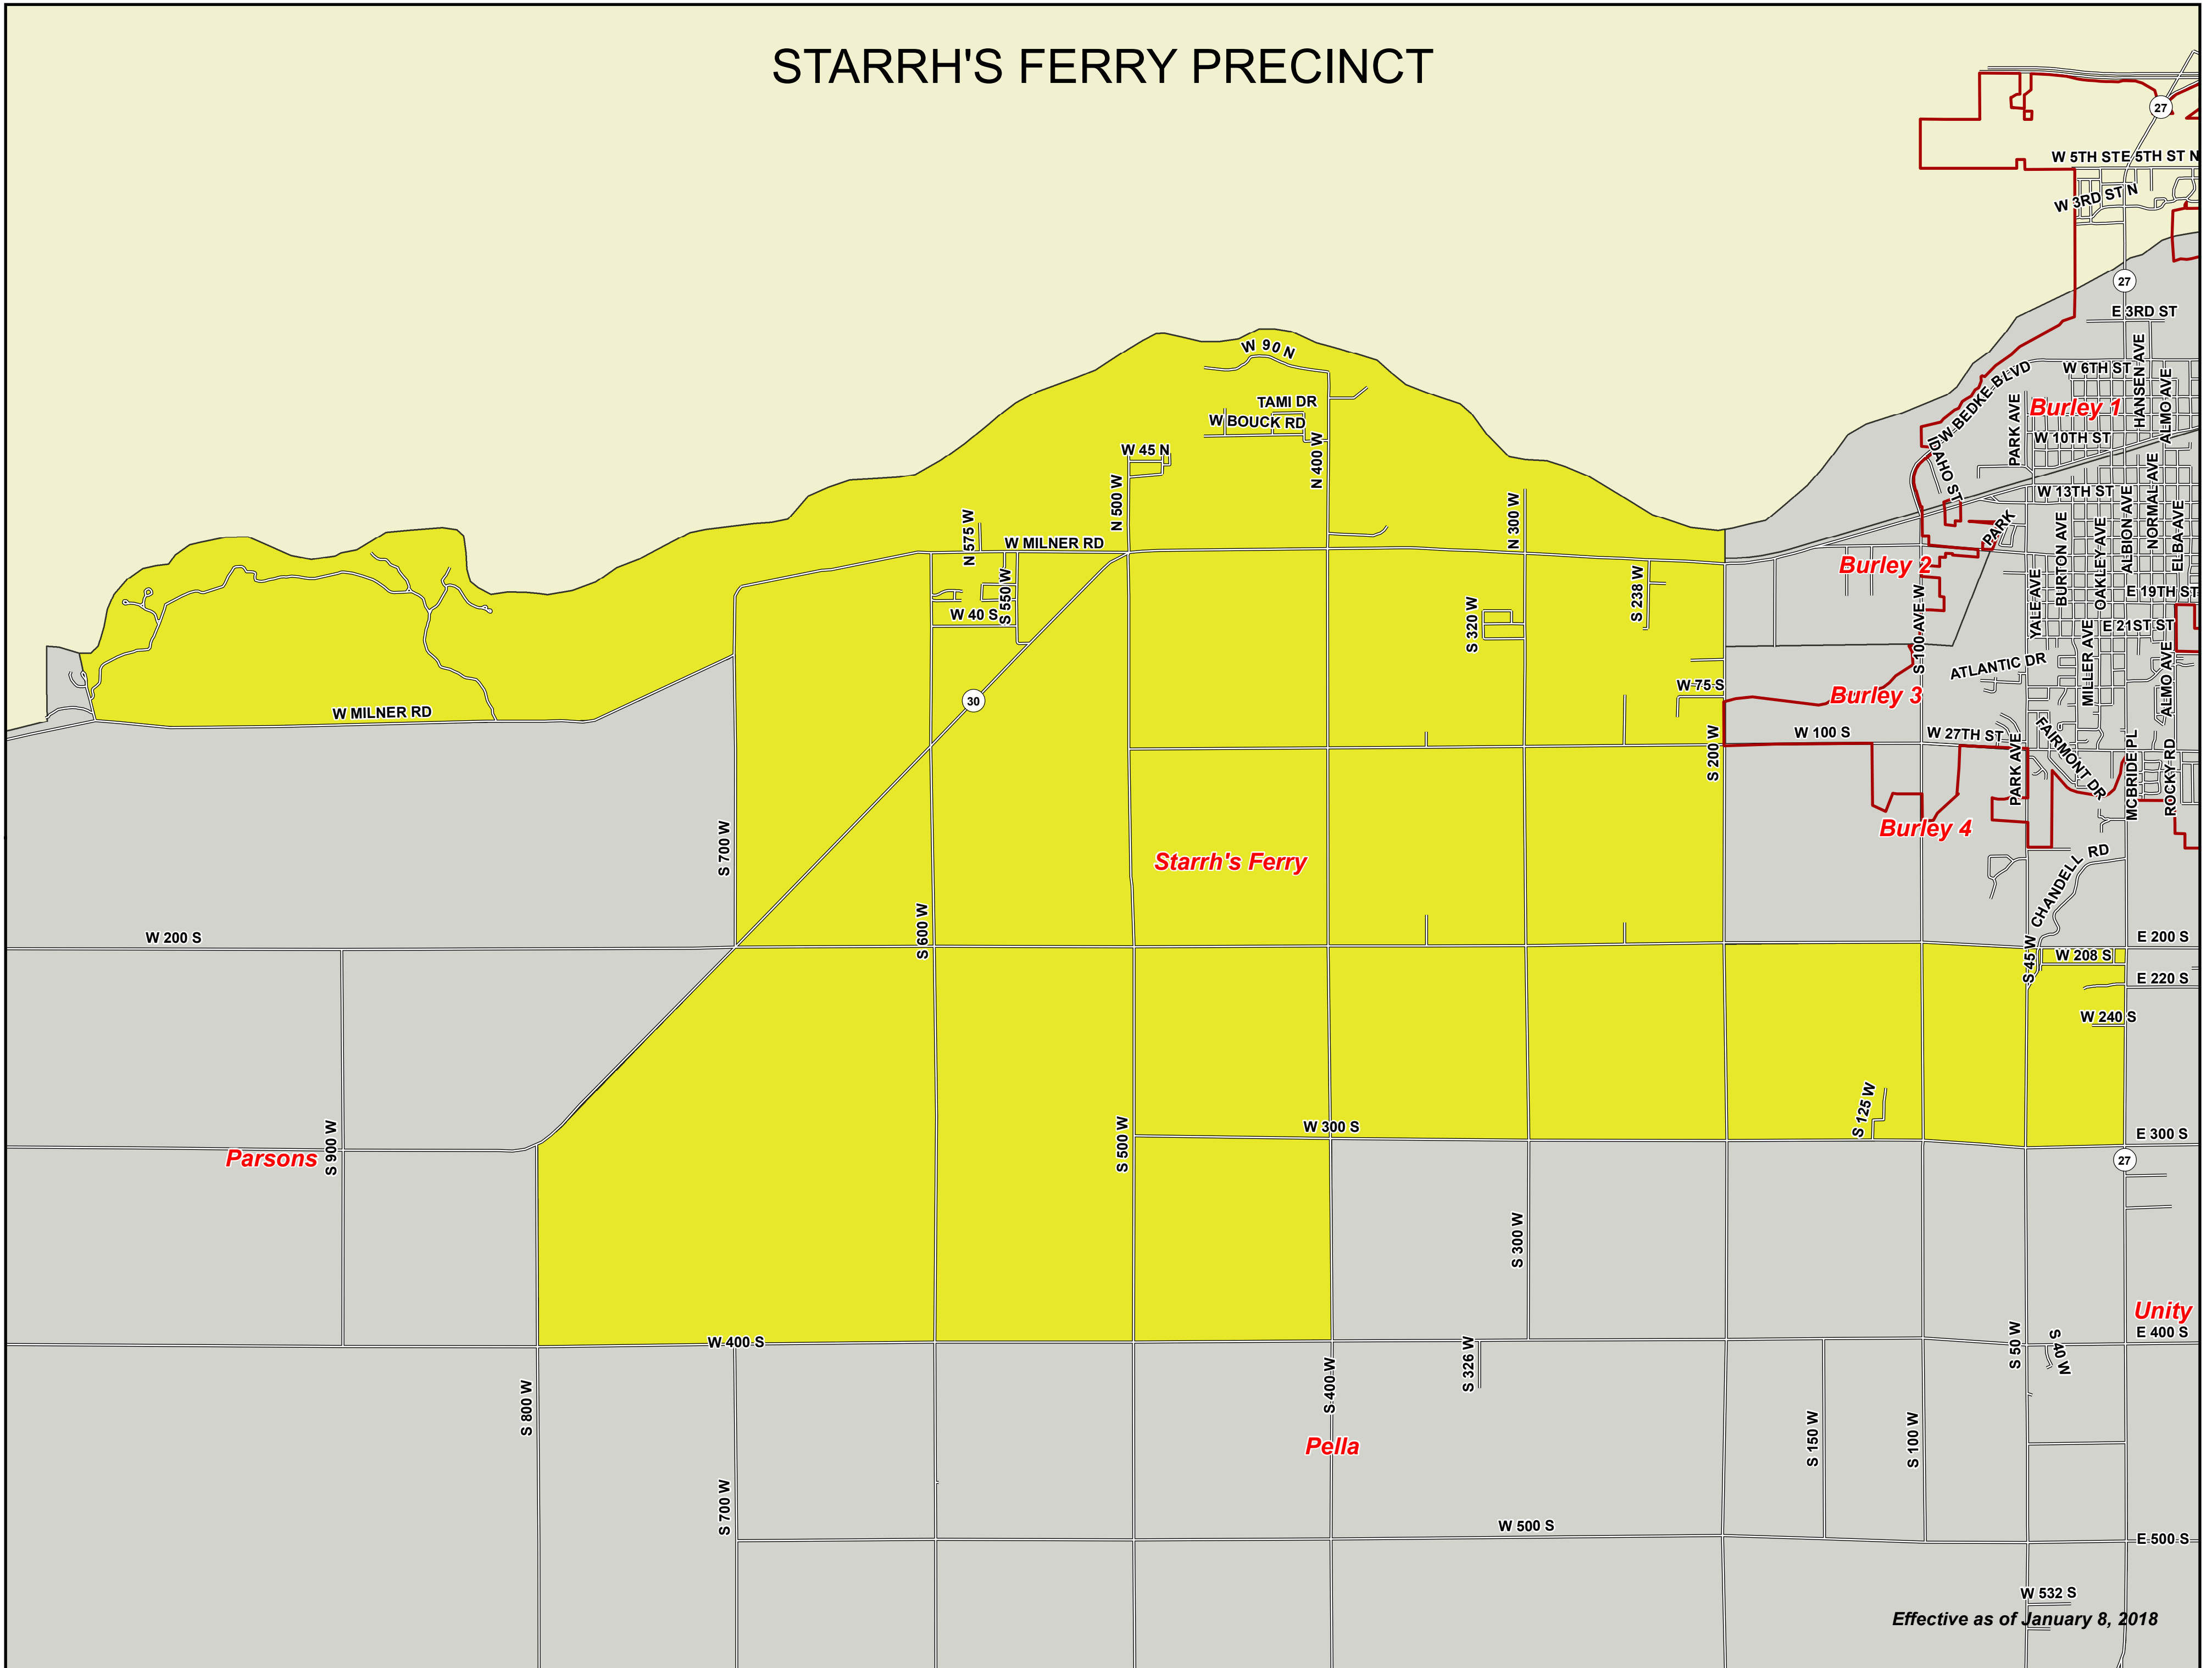 STARRH'S FERRY PRECINCT
27
W 5TH ST
E 5TH ST N
W 3RD ST N
27
E 3RD ST
W 90 N
HANSEN AVE
W 6TH ST
W BEDKE BLVD
ALMO AVE
TAMI DR
Burley 1
W BOUCK RD
PARK AVE
W 10TH ST
W 45 N
N 400 W
IDAHO ST
N 500 W
W 13TH ST
NORMAL AVE
N 300 W
N 575 W
PARK
ALBION AVE
ELBA AVE
W MILNER RD
BURTON AVE
OAKLEY AVE
Burley 2
S 550 W
S 238 W
E 19TH ST
W 40 S
S 320 W
YALE AVE
E 21ST ST
S 100 AVE W
ATLANTIC DR
MILLER AVE
ALMO AVE
W 75 S
Burley 3
30
W MILNER RD
W 100 S
W 27TH ST
FAIRMONT DR
S 200 W
PARK AVE
MCBRIDE PL
ROCKY RD
Burley 4
S 700 W
Starrh's Ferry
CHANDELL RD
W 200 S
S 600 W
E 200 S
S 45 W
W 208 S
E 220 S
W 240 S
S 125 W
W 300 S
E 300 S
S 900 W
S 500 W
Parsons
27
S 300 W
Unity
W 400 S
E 400 S
S 50 W
S 40 W
S 326 W
S 400 W
S 800 W
Pella
S 150 W
S 100 W
S 700 W
W 500 S
E 500 S
W 532 S
Effective as of January 8, 2018